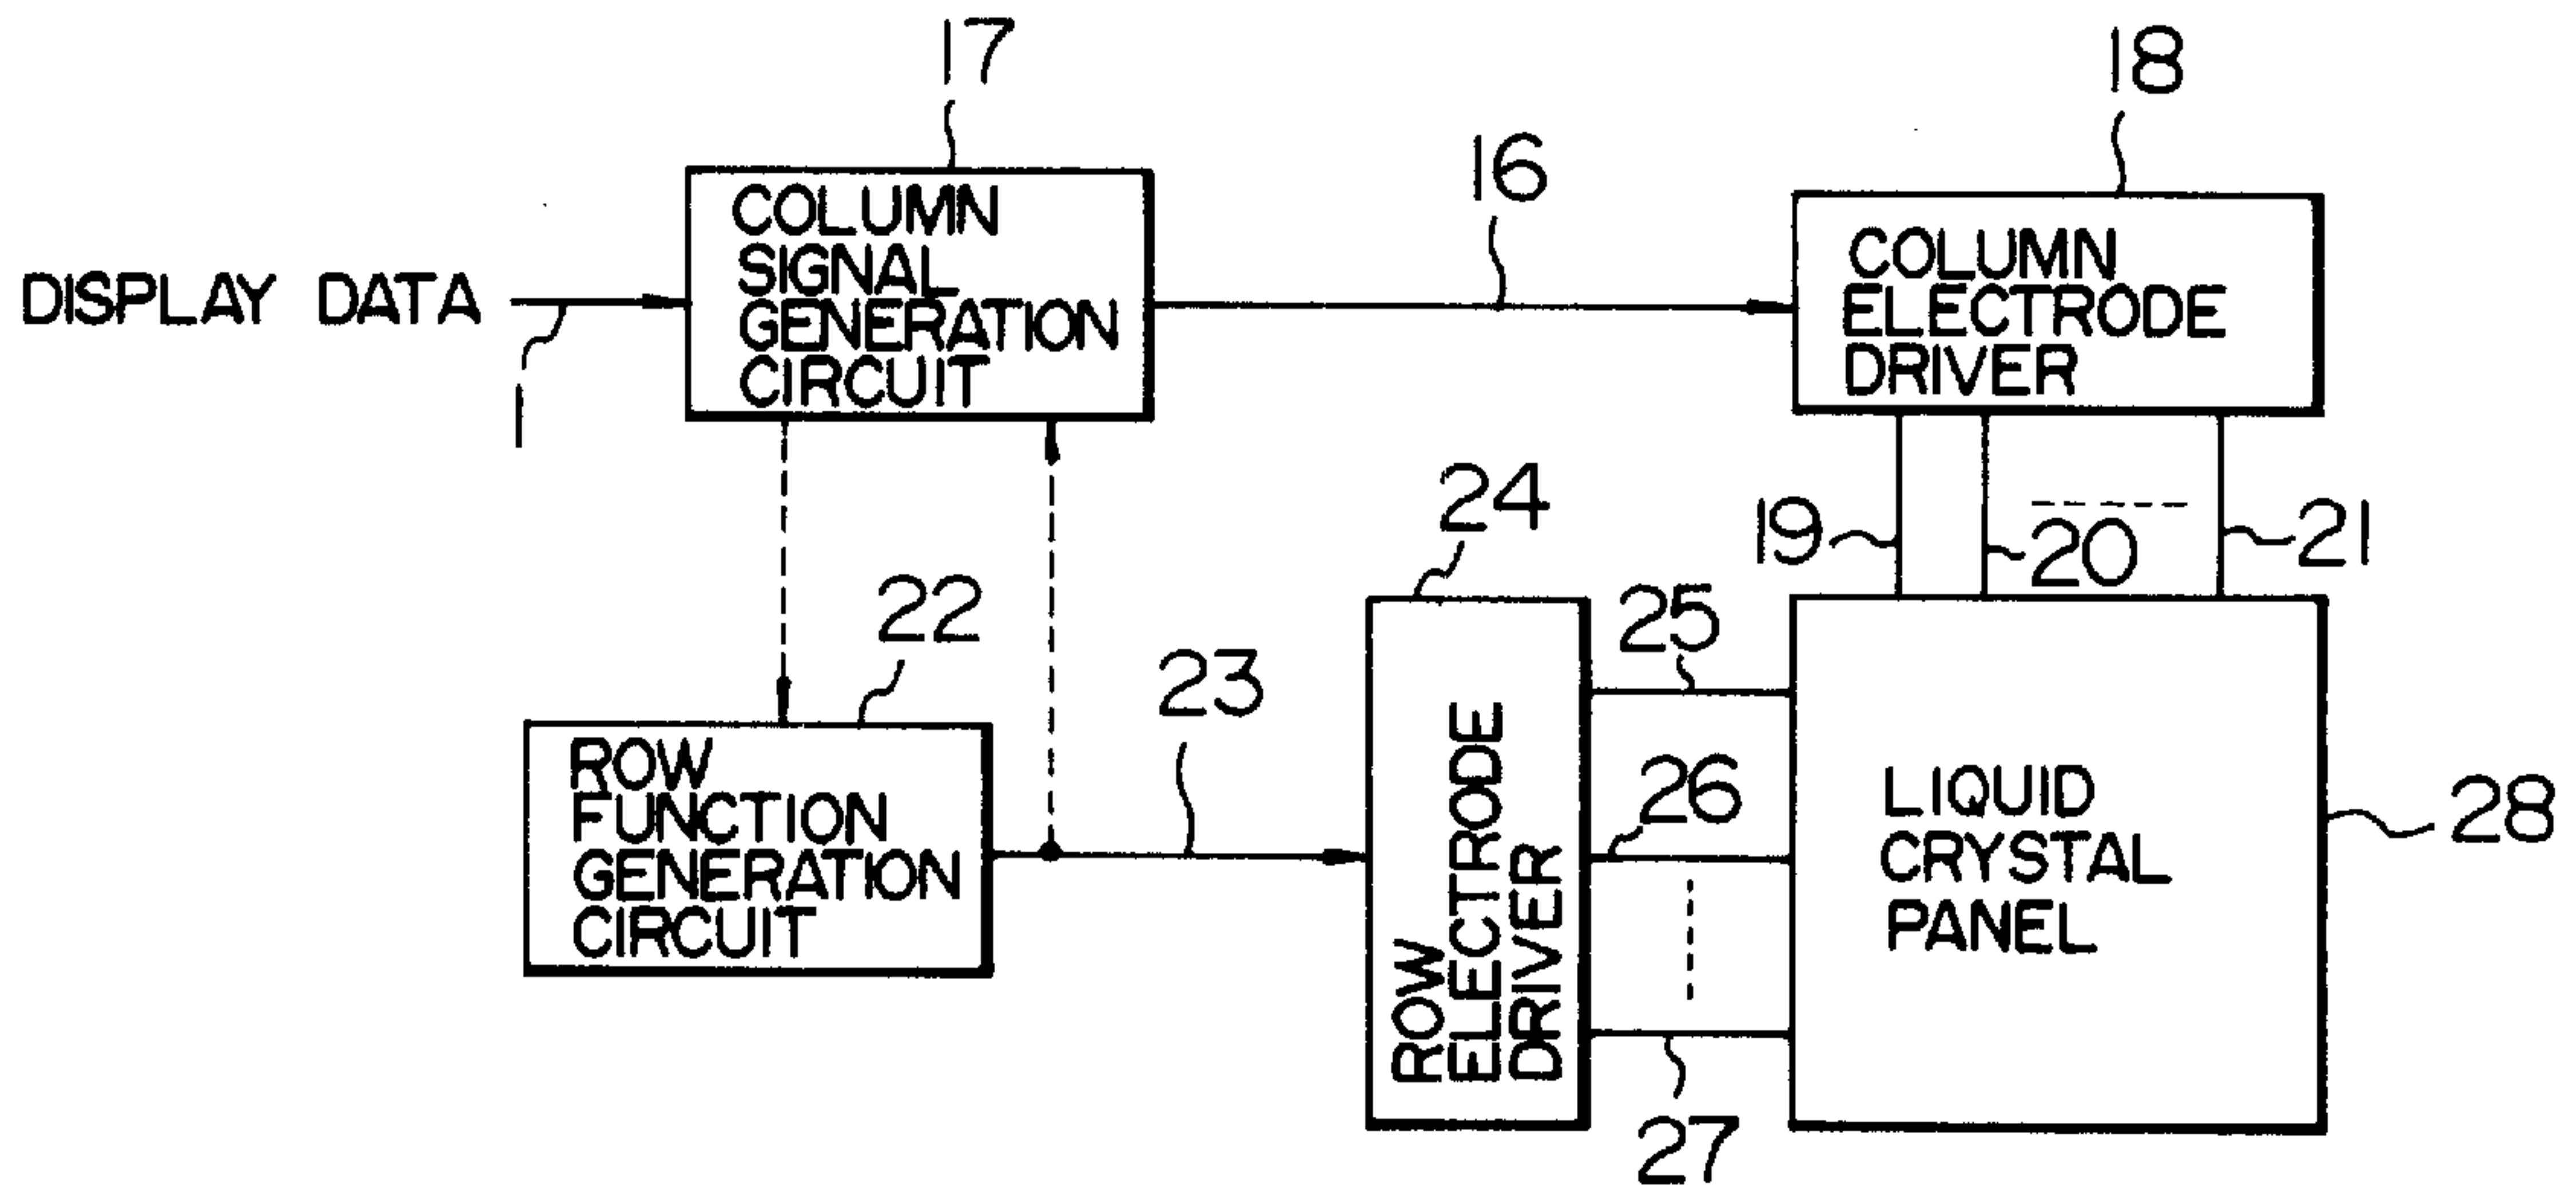 17
18
16
COLUMN
SIGNAL
GENERATION
CIRCUIT
DISPLAY DATA
1
COLUMN
ELECTRODE
DRIVER
19
20
21
24
22
23
25
26
27
ROW
FUNCTION
GENERATION
CIRCUIT
ROW
ELECTRODE
DRIVER
LIQUID
CRYSTAL
PANEL
28